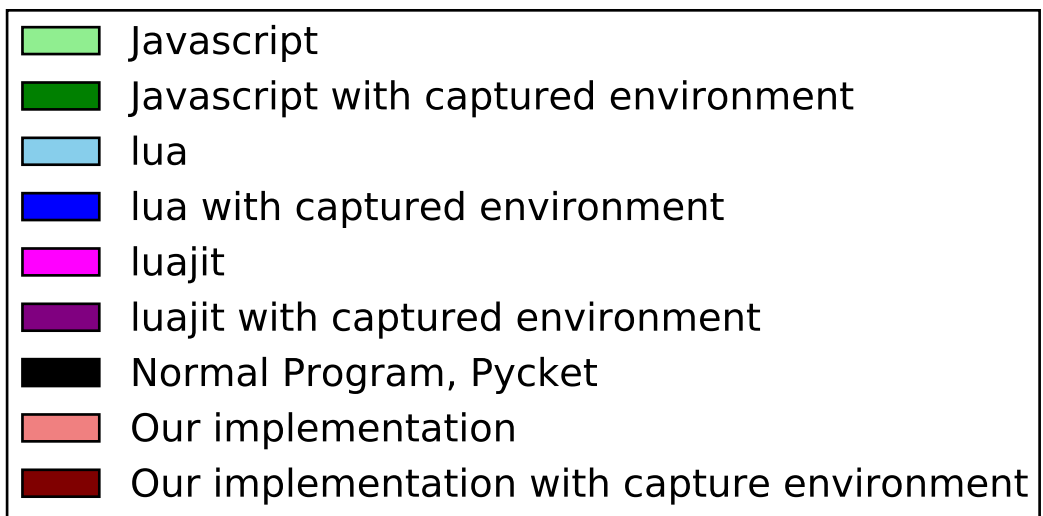 Javascript
Javascript with captured environment
lua
lua with captured environment
luajit
luajit with captured environment
Normal Program, Pycket
Our implementation
Our implementation with capture environment